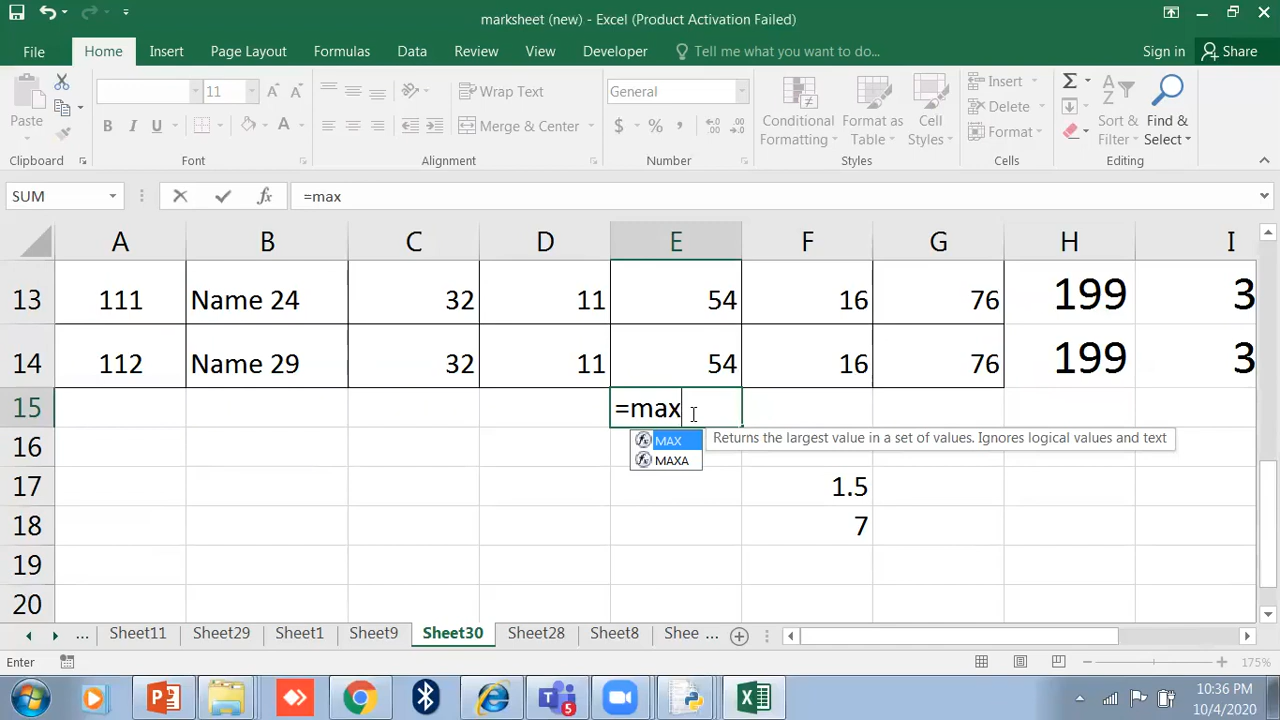 marksheet (new) - Excel (Product Activation Failed)
File Home Insert Page Layout Formulas Data Review View Developer Tell me what you want to do... Sign in Share
Paste
11
B I U
A A
A
Wrap Text
Merge & Center
General
$ %
Conditional Formatting
Format as Table
Cell Styles
Insert
Delete
Format
Sort & Filter
Find & Select
Clipboard Font Alignment Number Styles Cells Editing
SUM fx =max
A B C D E F G H I
13 111 Name 24 32 11 54 16 76 199 3
14 112 Name 29 32 11 54 16 76 199 3
15 =max
fx MAX Returns the largest value in a set of values. Ignores logical values and text
fx MAXA
16
17 1.5
18 7
19
20
... Sheet11 Sheet29 Sheet1 Sheet9 Sheet30 Sheet28 Sheet8 Shee ...
Enter 175%
10:36 PM
10/4/2020